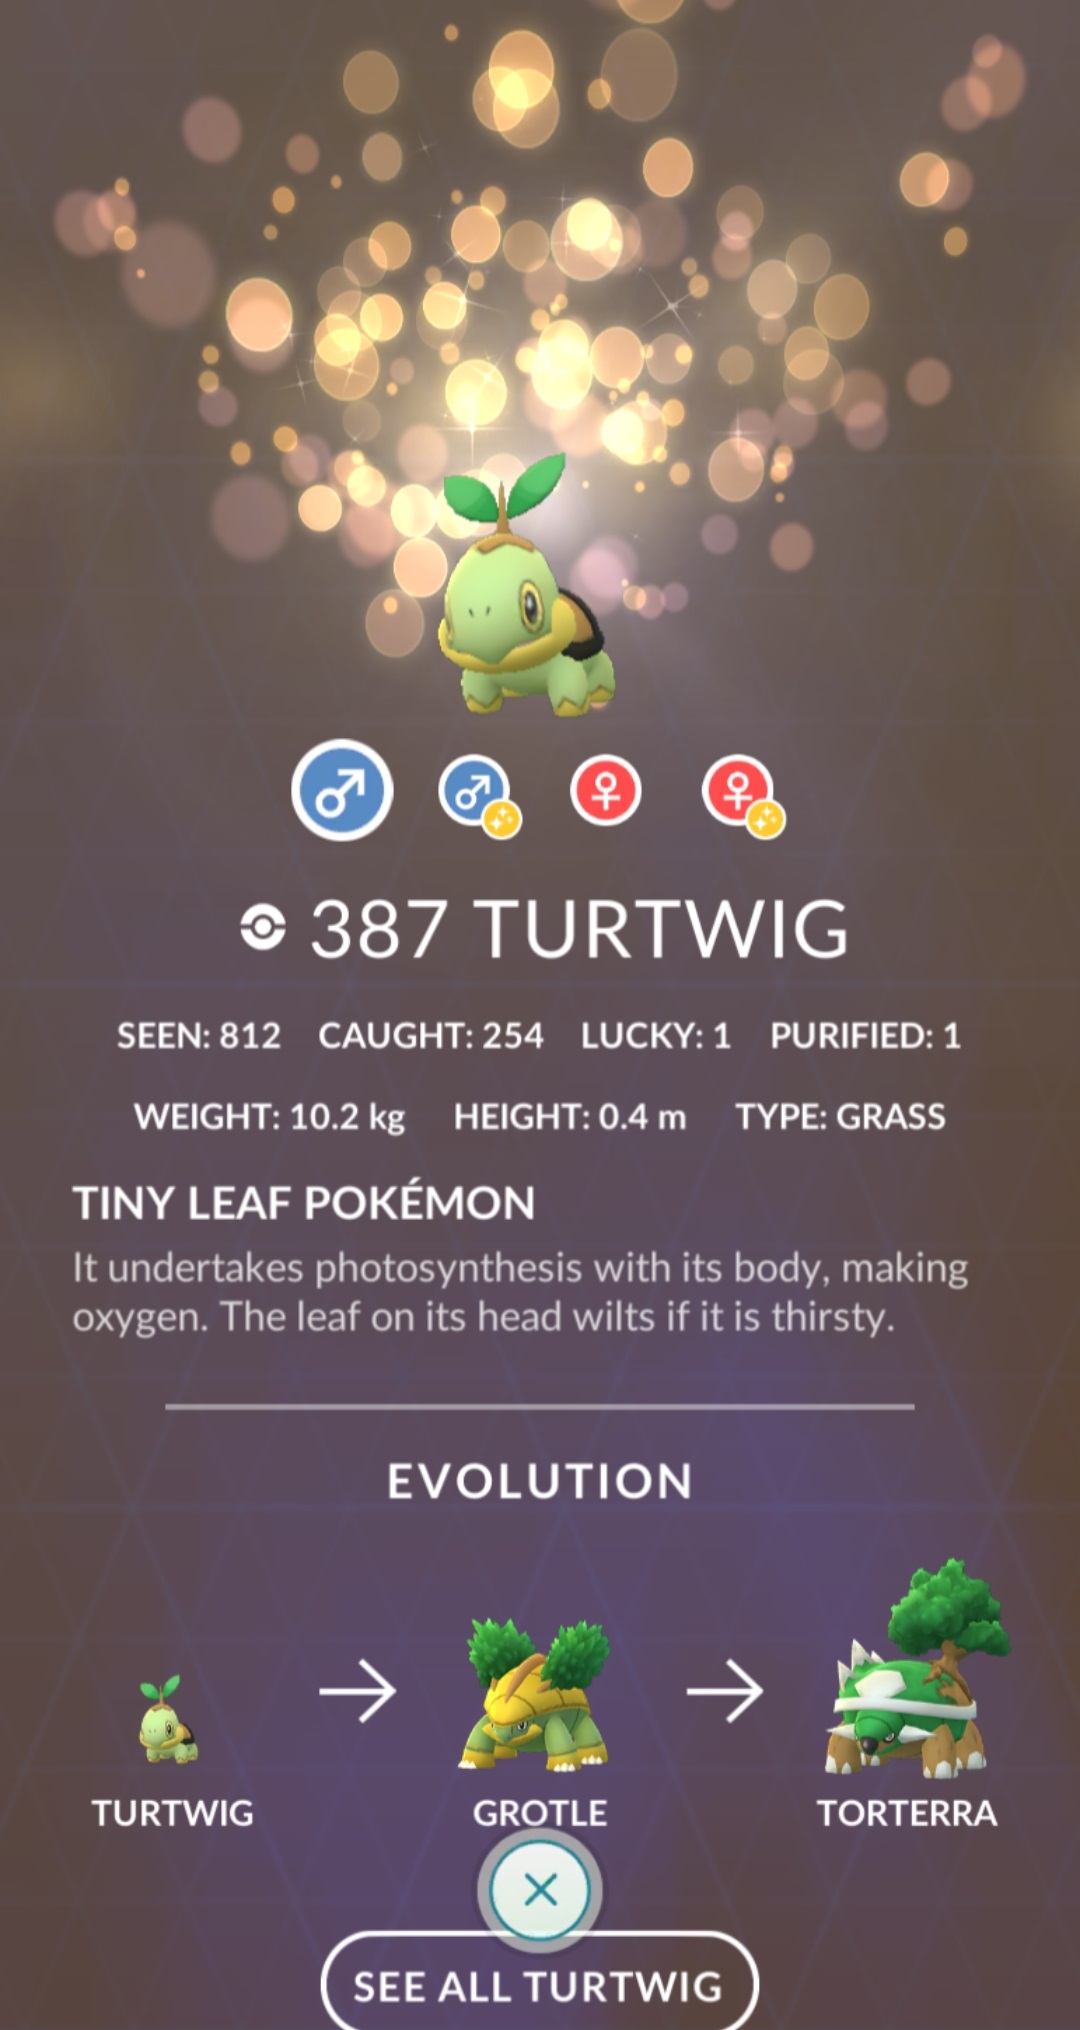 387 TURTWIG
SEEN: 812 CAUGHT: 254 LUCKY: 1 PURIFIED: 1
WEIGHT: 10.2 kg HEIGHT: 0.4 m TYPE: GRASS
TINY LEAF POKÉMON
It undertakes photosynthesis with its body, making
oxygen. The leaf on its head wilts if it is thirsty.
EVOLUTION
TURTWIG GROTLE TORTERRA
SEE ALL TURTWIG